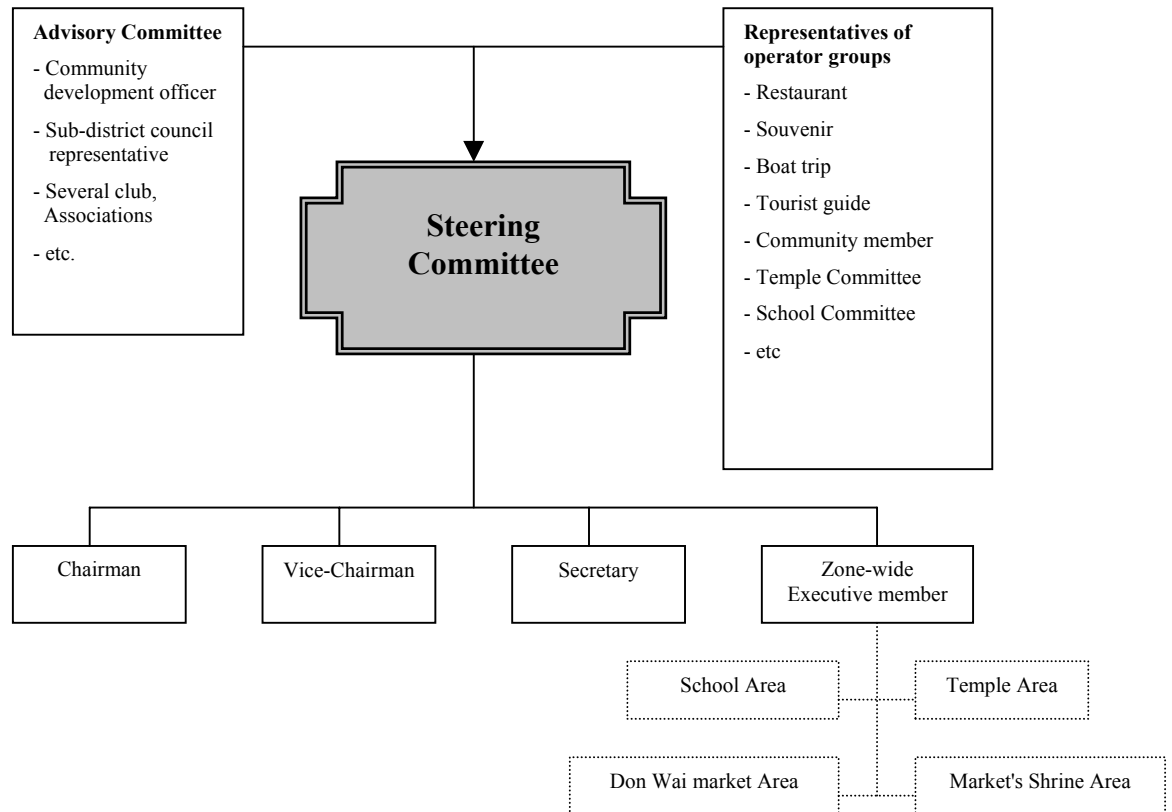 Advisory Committee
- Community
development officer
- Sub-district council
representative
- Several club,
Associations
- etc.
Representatives of
operator groups
- Restaurant
- Souvenir
- Boat trip
- Tourist guide
- Community member
- Temple Committee
- School Committee
- etc
Steering
Committee
Chairman
Vice-Chairman
Secretary
Zone-wide
Executive member
School Area
Temple Area
Don Wai market Area
Market's Shrine Area